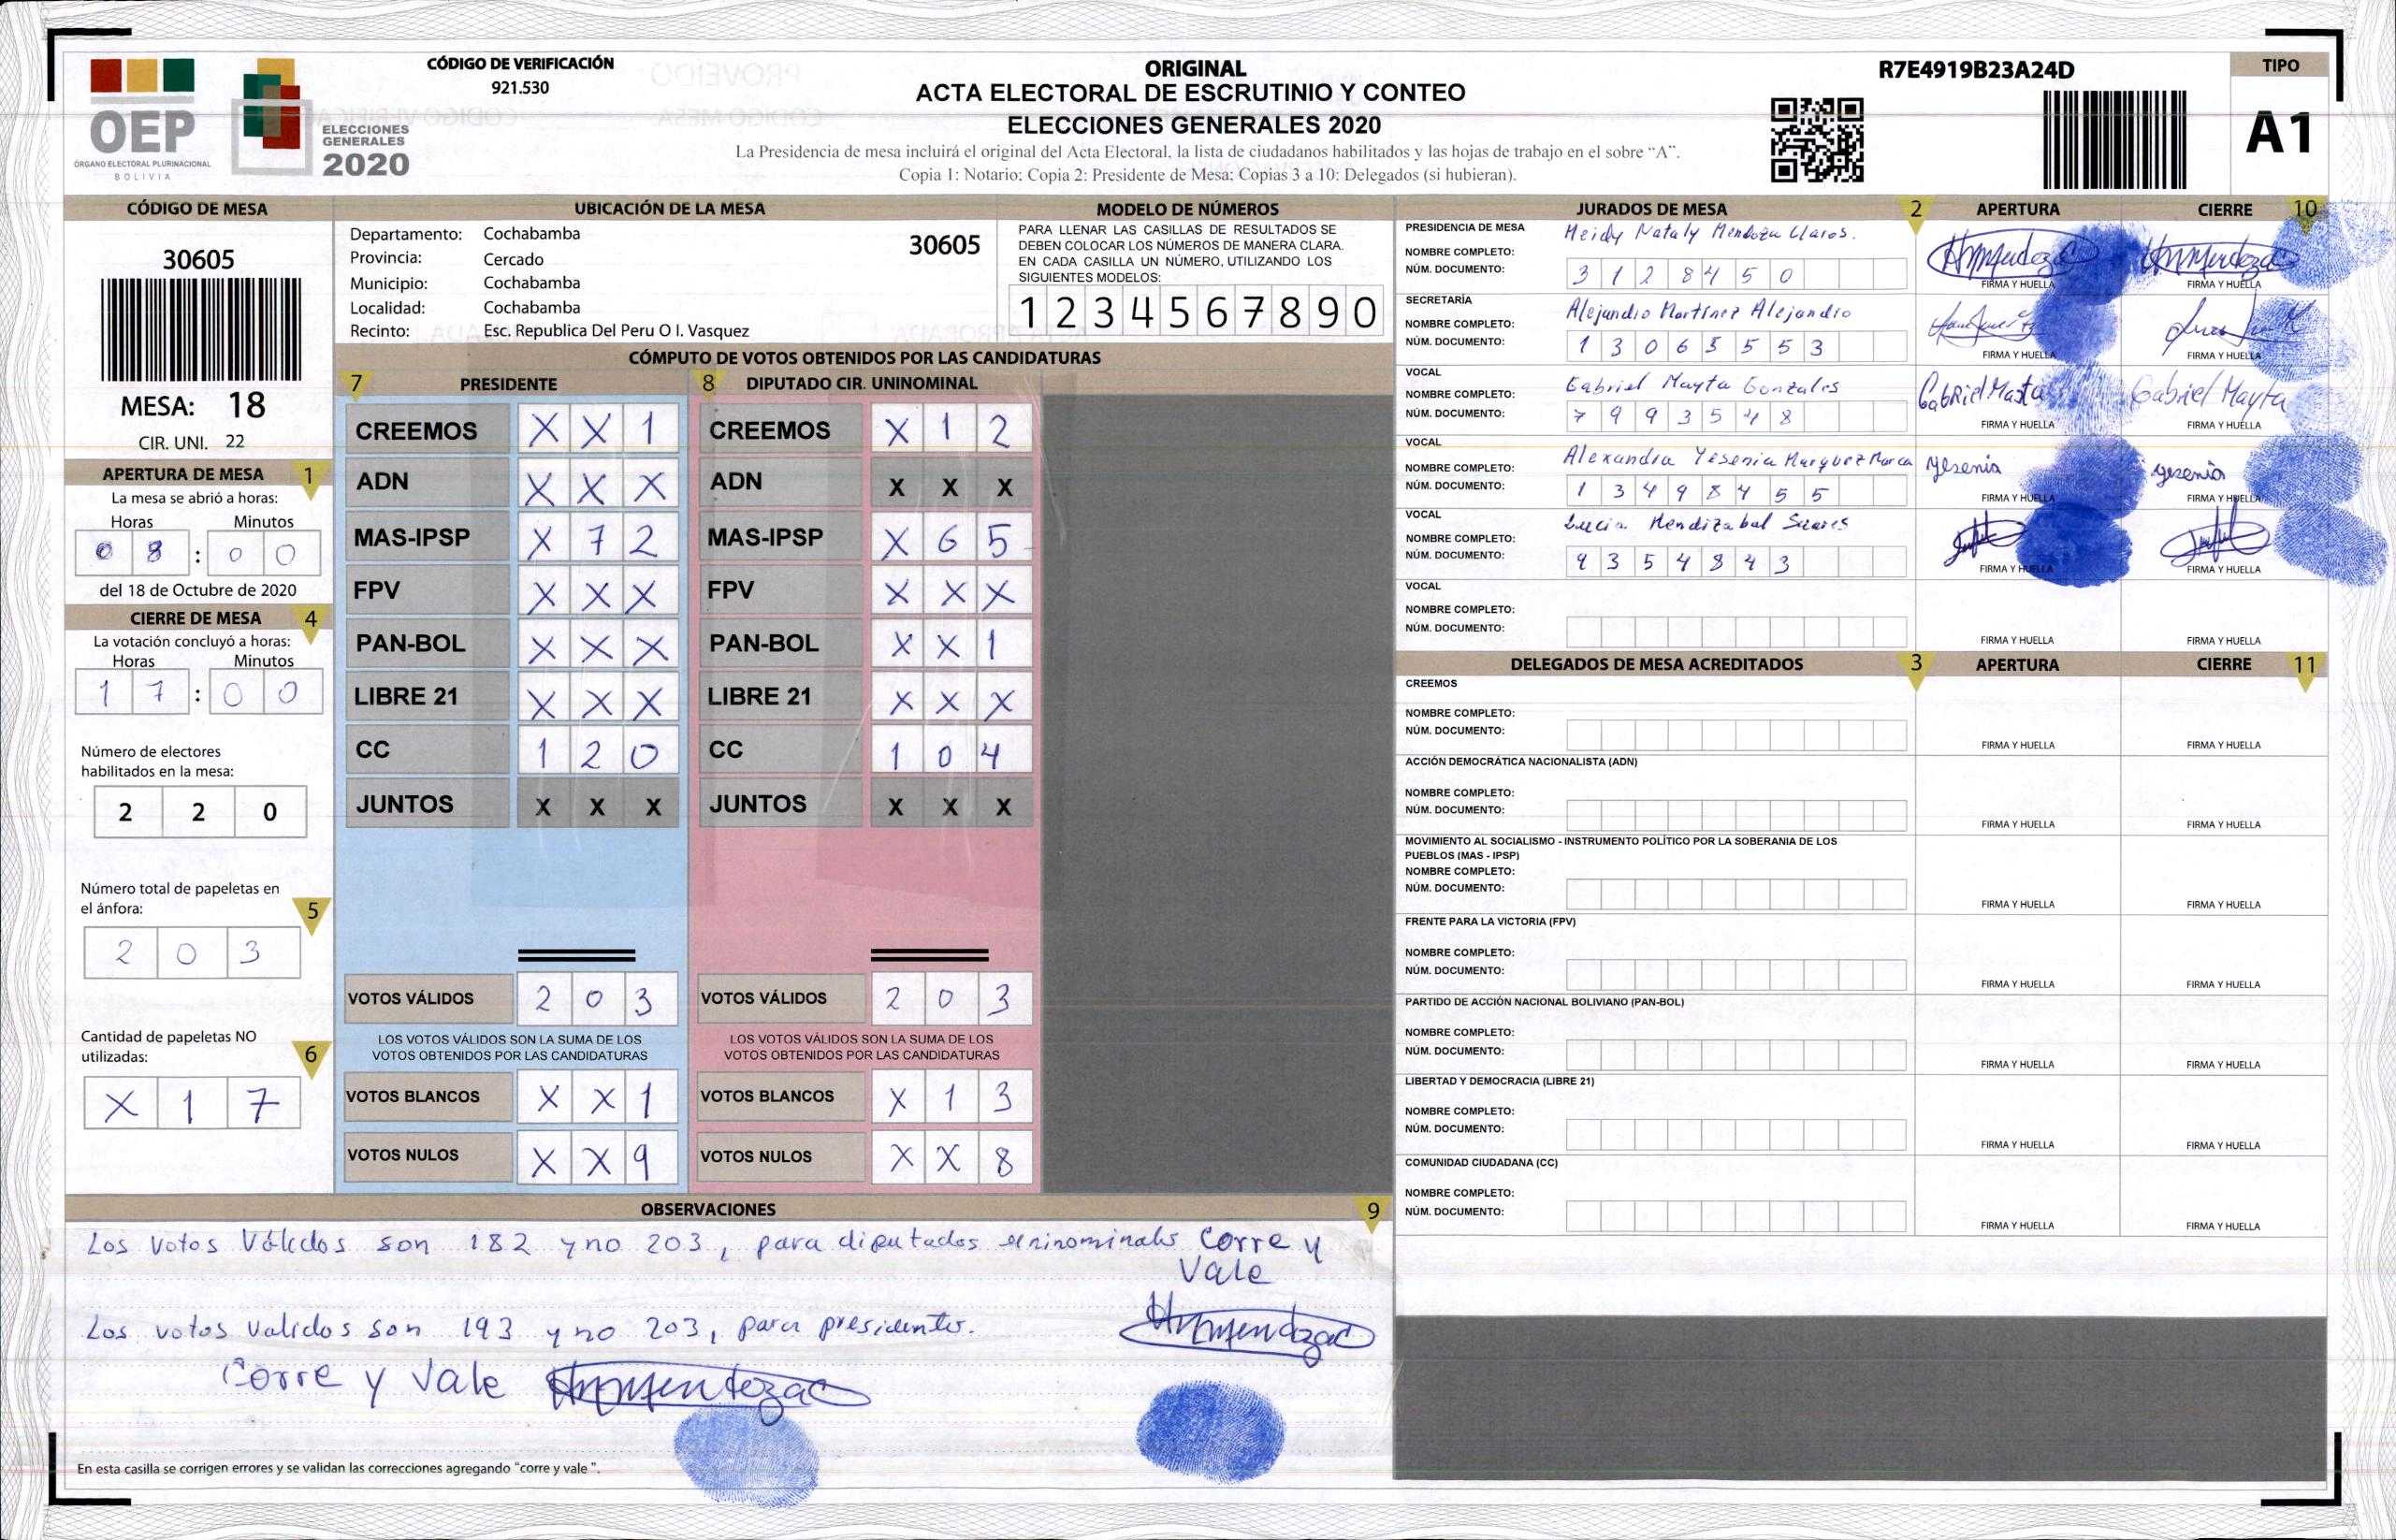 OEP
ÓRGANO ELECTORAL PLURINACIONAL
BOLIVIA
ELECCIONES
GENERALES
2020
CÓDIGO DE VERIFICACIÓN
921.530
ORIGINAL
ACTA ELECTORAL DE ESCRUTINIO Y CONTEO
ELECCIONES GENERALES 2020
La Presidencia de mesa incluirá el original del Acta Electoral, la lista de ciudadanos habilitados y las hojas de trabajo en el sobre “A”.
Copia 1: Notario; Copia 2: Presidente de Mesa; Copias 3 a 10: Delegados (si hubieran).
R7E4919B23A24D
TIPO
A1
CÓDIGO DE MESA
30605
MESA: 18
CIR. UNI. 22
APERTURA DE MESA 1
La mesa se abrió a horas:
Horas Minutos
0 8 : 0 0
del 18 de Octubre de 2020
CIERRE DE MESA 4
La votación concluyó a horas:
Horas Minutos
1 7 : 0 0
Número de electores
habilitados en la mesa:
2 2 0
Número total de papeletas en
el ánfora: 5
2 0 3
Cantidad de papeletas NO
utilizadas: 6
X 1 7
UBICACIÓN DE LA MESA
Departamento: Cochabamba
30605
Provincia: Cercado
Municipio: Cochabamba
Localidad: Cochabamba
Recinto: Esc. Republica Del Peru O I. Vasquez
MODELO DE NÚMEROS
PARA LLENAR LAS CASILLAS DE RESULTADOS SE
DEBEN COLOCAR LOS NÚMEROS DE MANERA CLARA.
EN CADA CASILLA UN NÚMERO, UTILIZANDO LOS
SIGUIENTES MODELOS:
1 2 3 4 5 6 7 8 9 0
CÓMPUTO DE VOTOS OBTENIDOS POR LAS CANDIDATURAS
7 PRESIDENTE
CREEMOS X X 1
ADN X X X
MAS-IPSP X 7 2
FPV X X X
PAN-BOL X X X
LIBRE 21 X X X
CC 1 2 0
JUNTOS X X X
VOTOS VÁLIDOS 2 0 3
LOS VOTOS VÁLIDOS SON LA SUMA DE LOS
VOTOS OBTENIDOS POR LAS CANDIDATURAS
VOTOS BLANCOS X X 1
VOTOS NULOS X X 9
8 DIPUTADO CIR. UNINOMINAL
CREEMOS X 1 2
ADN X X X
MAS-IPSP X 6 5
FPV X X X
PAN-BOL X X 1
LIBRE 21 X X X
CC 1 0 4
JUNTOS X X X
VOTOS VÁLIDOS 2 0 3
LOS VOTOS VÁLIDOS SON LA SUMA DE LOS
VOTOS OBTENIDOS POR LAS CANDIDATURAS
VOTOS BLANCOS X 1 3
VOTOS NULOS X X 8
OBSERVACIONES 9
Los votos Válidos son 182 y no 203, para diputados uninominales Corre y
Vale
Los votos validos son 193 y no 203, para presidente.
Corre y Vale
En esta casilla se corrigen errores y se validan las correcciones agregando “corre y vale ”.
JURADOS DE MESA 2 APERTURA CIERRE 10
PRESIDENCIA DE MESA
Heidy Nataly Mendoza Claros.
NOMBRE COMPLETO:
NÚM. DOCUMENTO: 3 1 2 8 4 5 0
FIRMA Y HUELLA FIRMA Y HUELLA
SECRETARÍA
Alejandro Martínez Alejandro
NOMBRE COMPLETO:
NÚM. DOCUMENTO: 1 3 0 6 5 5 5 3
FIRMA Y HUELLA FIRMA Y HUELLA
VOCAL
Gabriel Mayta Gonzales
NOMBRE COMPLETO:
Gabriel Mayta Gabriel Mayta
NÚM. DOCUMENTO: 7 9 9 3 5 4 8
FIRMA Y HUELLA FIRMA Y HUELLA
VOCAL
Alexandra Yesenia Marquez Marca
NOMBRE COMPLETO:
yesenia yesenia
NÚM. DOCUMENTO: 1 3 4 9 8 4 5 5
FIRMA Y HUELLA FIRMA Y HUELLA
VOCAL
Lucia Mendizabal Suares
NOMBRE COMPLETO:
NÚM. DOCUMENTO: 9 3 5 4 8 4 3
FIRMA Y HUELLA FIRMA Y HUELLA
VOCAL
NOMBRE COMPLETO:
NÚM. DOCUMENTO:
FIRMA Y HUELLA FIRMA Y HUELLA
DELEGADOS DE MESA ACREDITADOS 3 APERTURA CIERRE 11
CREEMOS
NOMBRE COMPLETO:
NÚM. DOCUMENTO:
FIRMA Y HUELLA FIRMA Y HUELLA
ACCIÓN DEMOCRÁTICA NACIONALISTA (ADN)
NOMBRE COMPLETO:
NÚM. DOCUMENTO:
FIRMA Y HUELLA FIRMA Y HUELLA
MOVIMIENTO AL SOCIALISMO - INSTRUMENTO POLÍTICO POR LA SOBERANIA DE LOS
PUEBLOS (MAS - IPSP)
NOMBRE COMPLETO:
NÚM. DOCUMENTO:
FIRMA Y HUELLA FIRMA Y HUELLA
FRENTE PARA LA VICTORIA (FPV)
NOMBRE COMPLETO:
NÚM. DOCUMENTO:
FIRMA Y HUELLA FIRMA Y HUELLA
PARTIDO DE ACCIÓN NACIONAL BOLIVIANO (PAN-BOL)
NOMBRE COMPLETO:
NÚM. DOCUMENTO:
FIRMA Y HUELLA FIRMA Y HUELLA
LIBERTAD Y DEMOCRACIA (LIBRE 21)
NOMBRE COMPLETO:
NÚM. DOCUMENTO:
FIRMA Y HUELLA FIRMA Y HUELLA
COMUNIDAD CIUDADANA (CC)
NOMBRE COMPLETO:
NÚM. DOCUMENTO:
FIRMA Y HUELLA FIRMA Y HUELLA